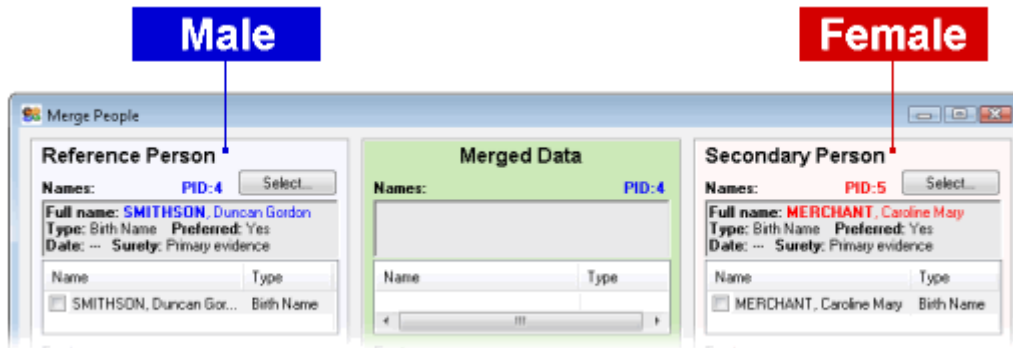 Male
Female
Merge People
Reference Person
Names: PID:4 Select...
Full name: SMITHSON, Duncan Gordon
Type: Birth Name Preferred: Yes
Date: --- Surety: Primary evidence
Name Type
SMITHSON, Duncan Gor... Birth Name
Merged Data
Names: PID:4
Name Type
Secondary Person
Names: PID:5 Select...
Full name: MERCHANT, Caroline Mary
Type: Birth Name Preferred: Yes
Date: --- Surety: Primary evidence
Name Type
MERCHANT, Caroline Mary Birth Name